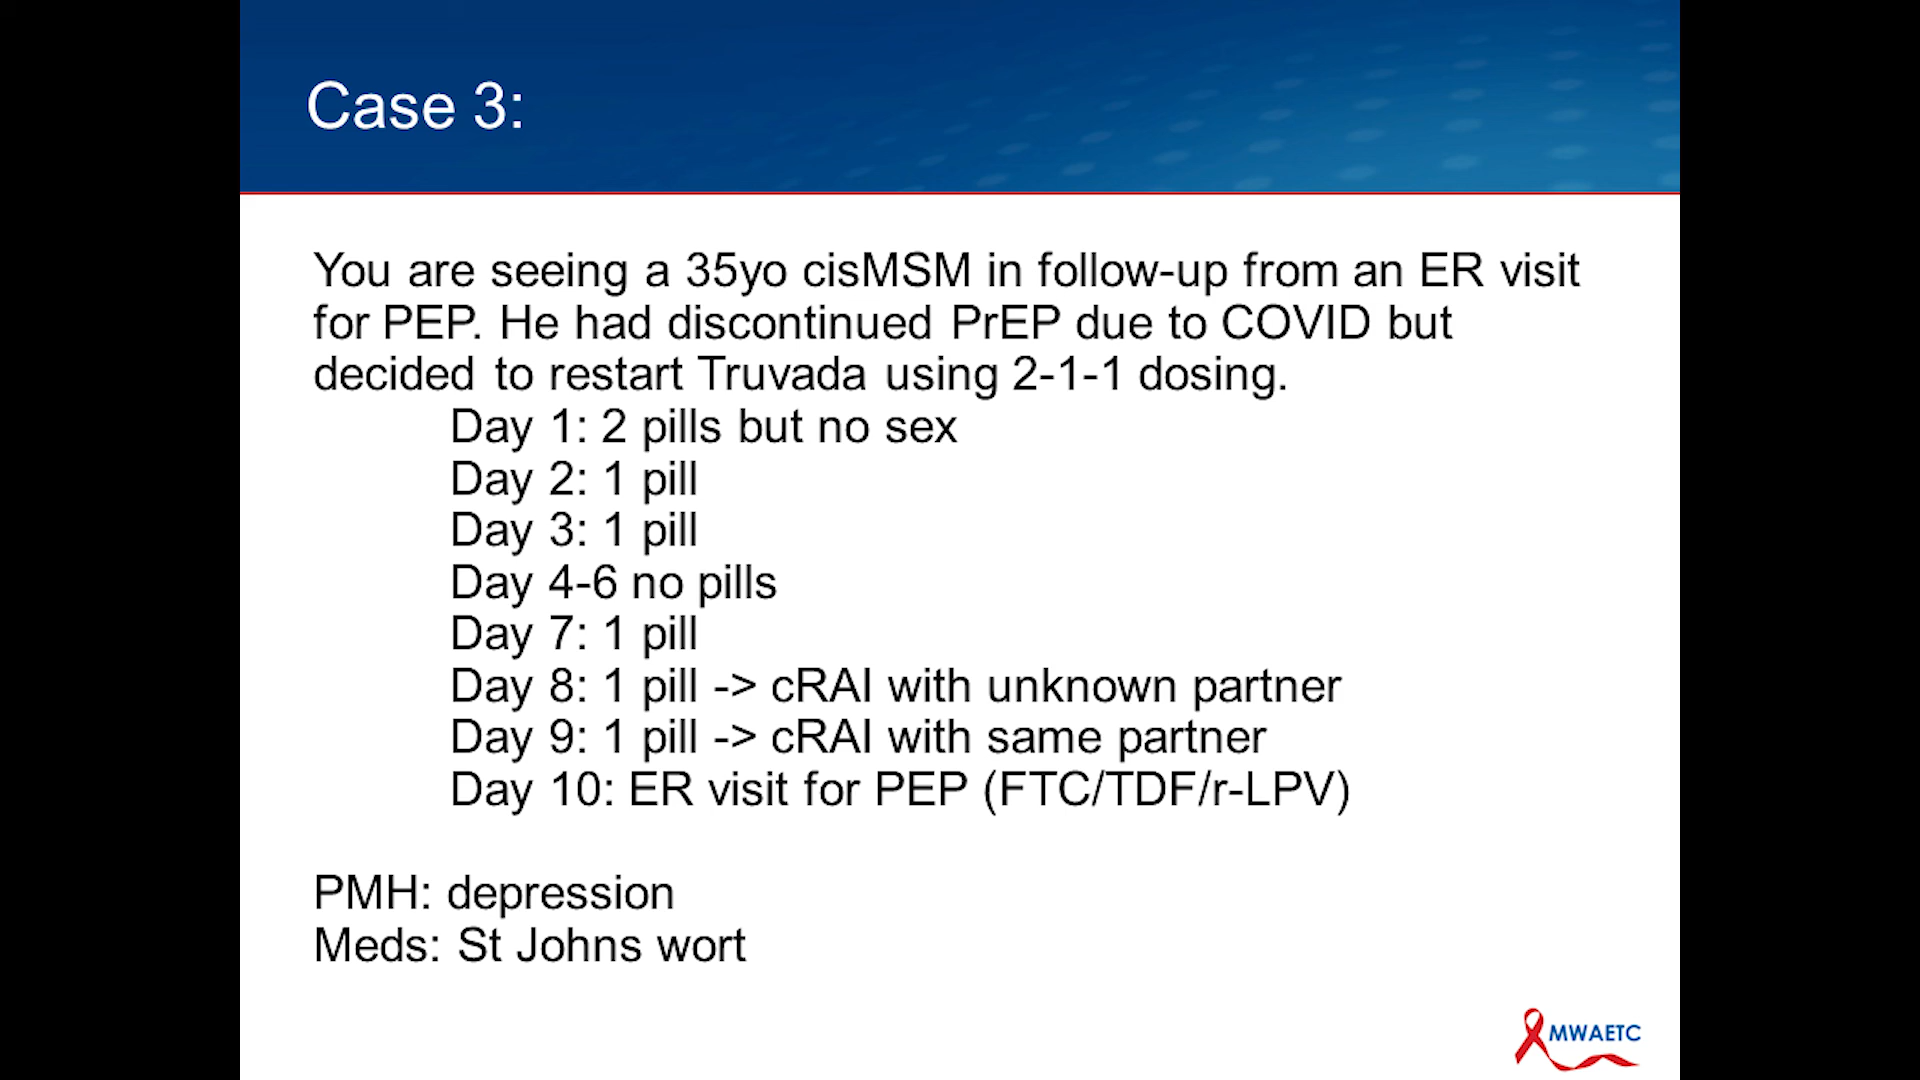 Case 3:
You are seeing a 35yo cisMSM in follow-up from an ER visit
for PEP. He had discontinued PrEP due to COVID but
decided to restart Truvada using 2-1-1 dosing.
Day 1: 2 pills but no sex
Day 2: 1 pill
Day 3: 1 pill
Day 4-6 no pills
Day 7: 1 pill
Day 8: 1 pill -> cRAI with unknown partner
Day 9: 1 pill -> cRAI with same partner
Day 10: ER visit for PEP (FTC/TDF/r-LPV)
PMH: depression
Meds: St Johns wort
MWAETC